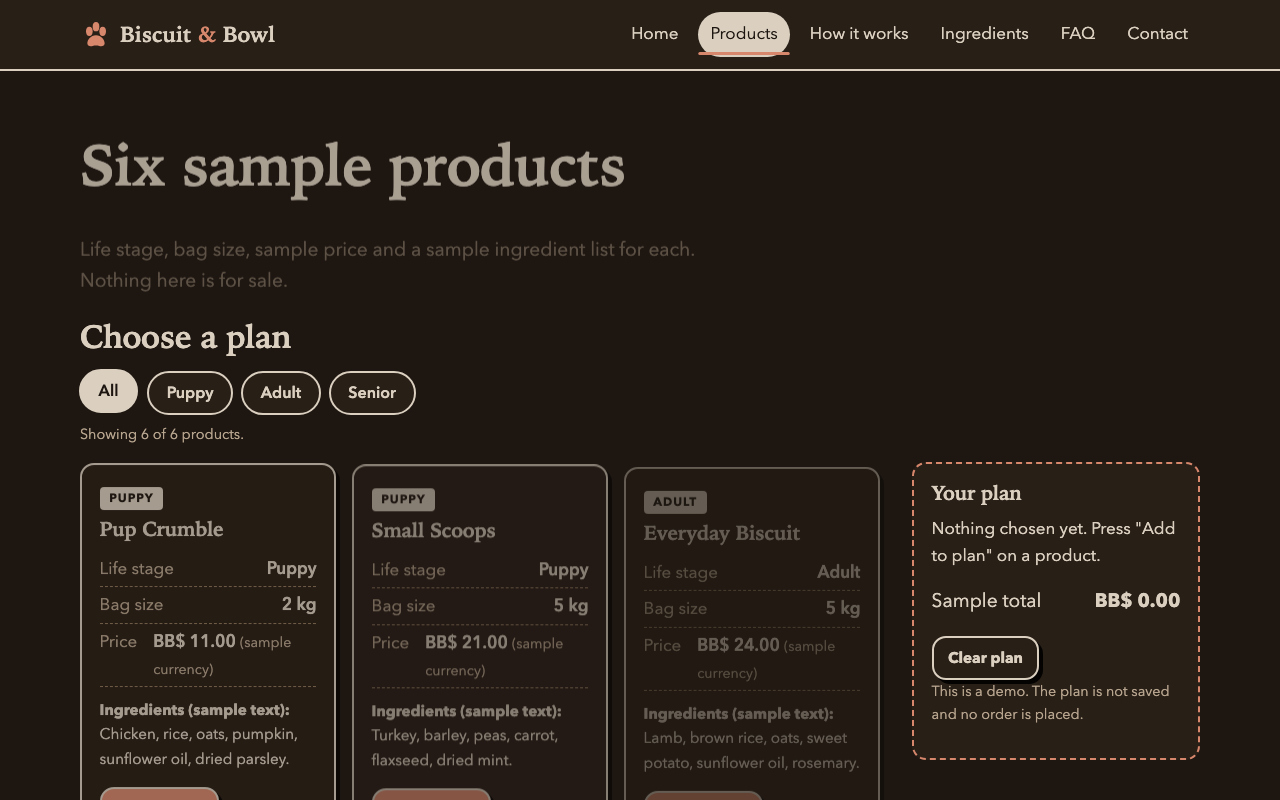 Biscuit & Bowl
Home
Products
How it works
Ingredients
FAQ
Contact
Six sample products
Life stage, bag size, sample price and a sample ingredient list for each.
Nothing here is for sale.
Choose a plan
All
Puppy
Adult
Senior
Showing 6 of 6 products.
PUPPY
Pup Crumble
Life stage Puppy
Bag size 2 kg
Price BB$ 11.00 (sample
currency)
Ingredients (sample text):
Chicken, rice, oats, pumpkin,
sunflower oil, dried parsley.
PUPPY
Small Scoops
Life stage Puppy
Bag size 5 kg
Price BB$ 21.00 (sample
currency)
Ingredients (sample text):
Turkey, barley, peas, carrot,
flaxseed, dried mint.
ADULT
Everyday Biscuit
Life stage Adult
Bag size 5 kg
Price BB$ 24.00 (sample
currency)
Ingredients (sample text):
Lamb, brown rice, oats, sweet
potato, sunflower oil, rosemary.
Your plan
Nothing chosen yet. Press "Add
to plan" on a product.
Sample total BB$ 0.00
Clear plan
This is a demo. The plan is not saved
and no order is placed.